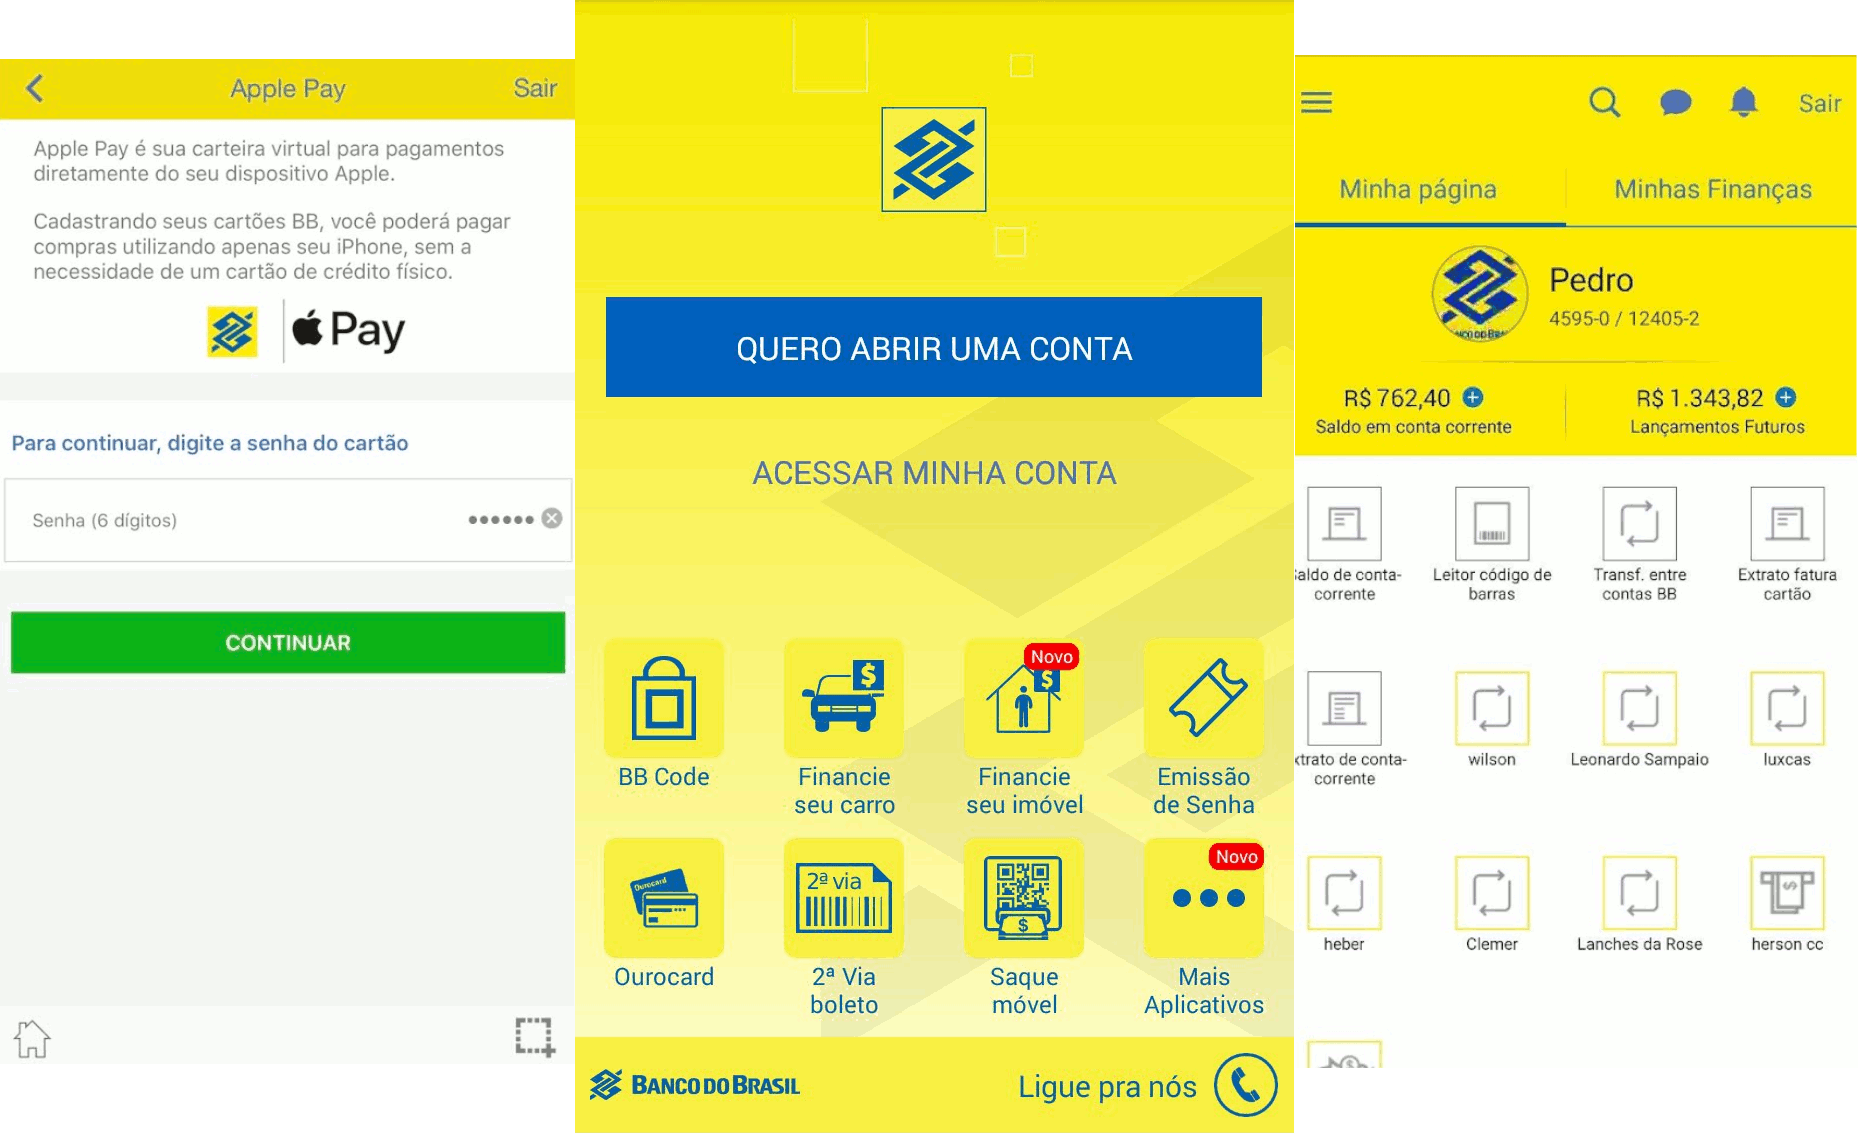 Apple Pay
Sair
Apple Pay é sua carteira virtual para pagamentos
diretamente do seu dispositivo Apple.
Cadastrando seus cartões BB, você poderá pagar
compras utilizando apenas seu iPhone, sem a
necessidade de um cartão de crédito físico.
Pay
Para continuar, digite a senha do cartão
Senha (6 dígitos)
CONTINUAR
QUERO ABRIR UMA CONTA
ACESSAR MINHA CONTA
BB Code
Financie
seu carro
Novo
Financie
seu imóvel
Emissão
de Senha
Ourocard
Ourocard
2ª via
2ª Via
boleto
Saque
móvel
Novo
Mais
Aplicativos
BANCO DO BRASIL
Ligue pra nós
Sair
Minha página
Minhas Finanças
Pedro
4595-0 / 12405-2
R$ 762,40
Saldo em conta corrente
R$ 1.343,82
Lançamentos Futuros
aldo de conta-
corrente
Leitor código de
barras
Transf. entre
contas BB
Extrato fatura
cartão
xtrato de conta-
corrente
wilson
Leonardo Sampaio
luxcas
heber
Clemer
Lanches da Rose
herson cc